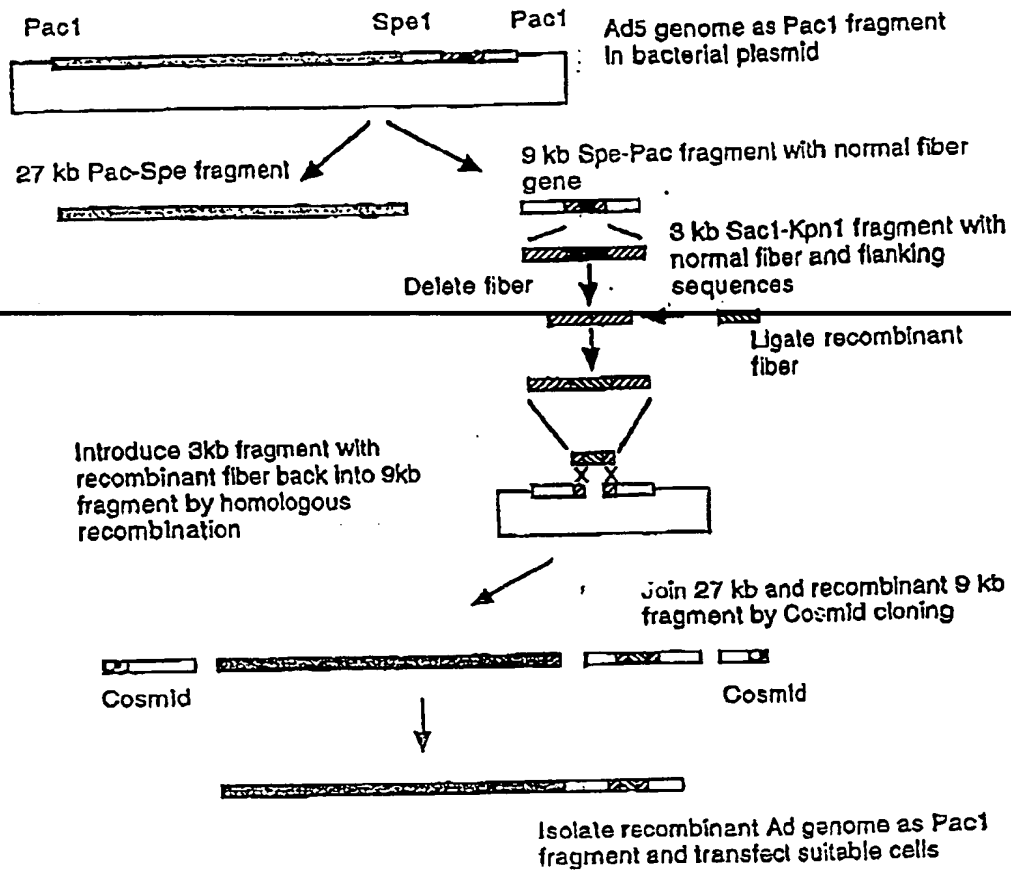 Pac1 Spe1 Pac1
Ad5 genome as Pac1 fragment
In bacterial plasmid
27 kb Pac-Spe fragment
9 kb Spe-Pac fragment with normal fiber
gene
3 kb Sac1-Kpn1 fragment with
normal fiber and flanking
sequences
Delete fiber
Ligate recombinant
fiber
Introduce 3kb fragment with
recombinant fiber back into 9kb
fragment by homologous
recombination
Join 27 kb and recombinant 9 kb
fragment by Cosmid cloning
Cosmid
Cosmid
Isolate recombinant Ad genome as Pac1
fragment and transfect suitable cells